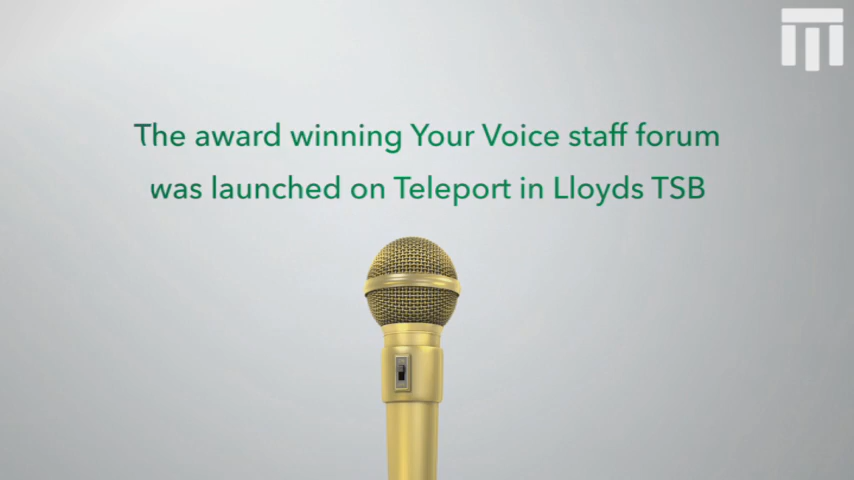 The award winning Your Voice staff forum
was launched on Teleport in Lloyds TSB